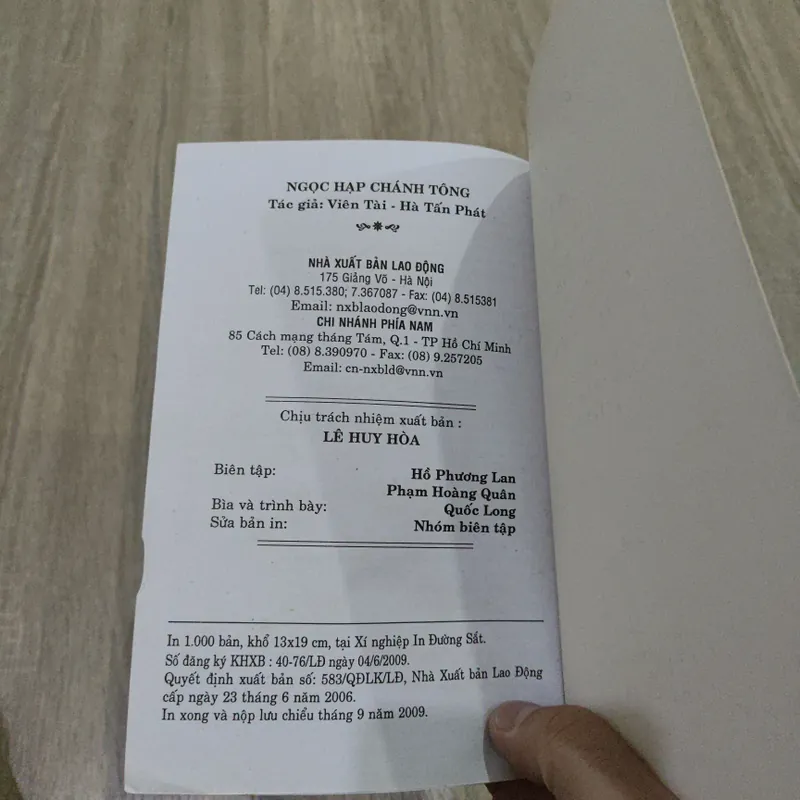 NGỌC HẠP CHÁNH TÔNG
Tác giả: Viên Tài - Hà Tấn Phát
NHÀ XUẤT BẢN LAO ĐỘNG
175 Giảng Võ - Hà Nội
Tel: (04) 8.515.380; 7.367087 - Fax: (04) 8.515381
Email: nxblaodong@vnn.vn
CHI NHÁNH PHÍA NAM
85 Cách mạng tháng Tám, Q.1 - TP Hồ Chí Minh
Tel: (08) 8.390970 - Fax: (08) 9.257205
Email: cn-nxbld@vnn.vn
Chịu trách nhiệm xuất bản :
LÊ HUY HÒA
Biên tập: Hồ Phương Lan
Phạm Hoàng Quân
Bìa và trình bày: Quốc Long
Sửa bản in: Nhóm biên tập
In 1.000 bản, khổ 13x19 cm, tại Xí nghiệp In Đường Sắt.
Số đăng ký KHXB : 40-76/LĐ ngày 04/6/2009.
Quyết định xuất bản số: 583/QĐLK/LĐ, Nhà Xuất bản Lao Động
cấp ngày 23 tháng 6 năm 2006.
In xong và nộp lưu chiểu tháng 9 năm 2009.